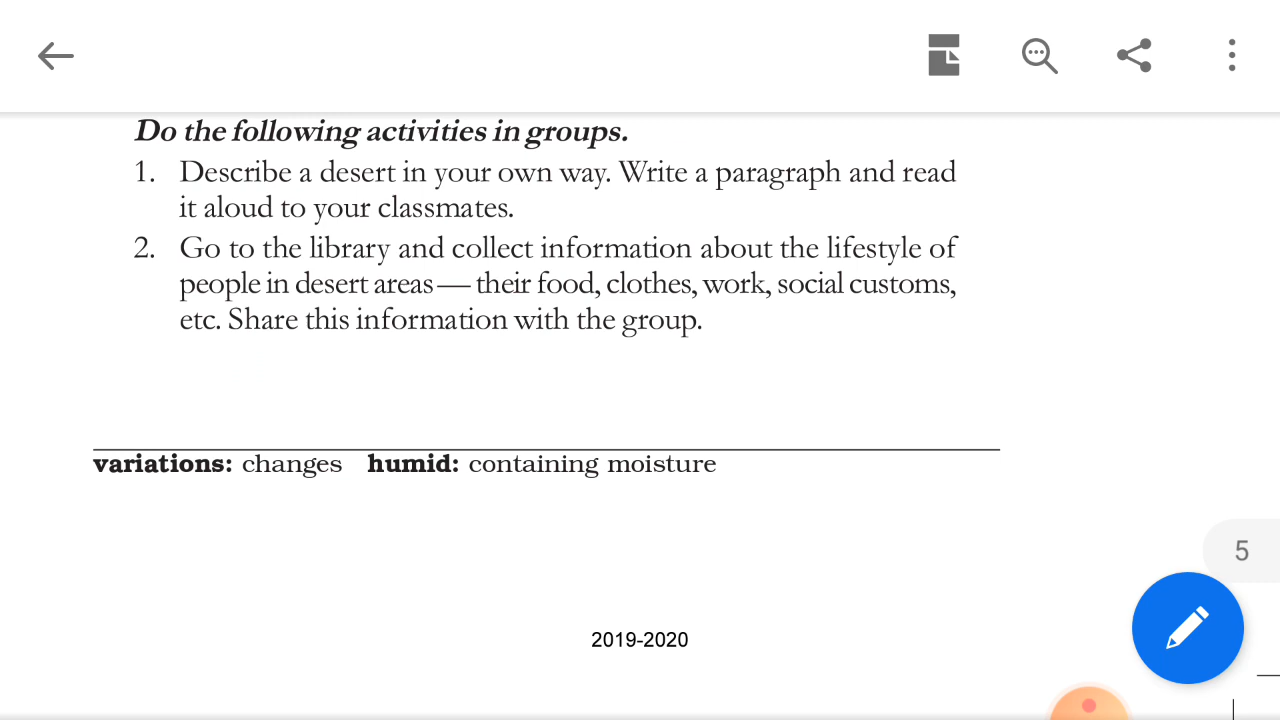 Do the following activities in groups.
1. Describe a desert in your own way. Write a paragraph and read
it aloud to your classmates.
2. Go to the library and collect information about the lifestyle of
people in desert areas — their food, clothes, work, social customs,
etc. Share this information with the group.
variations: changes humid: containing moisture
5
2019-2020